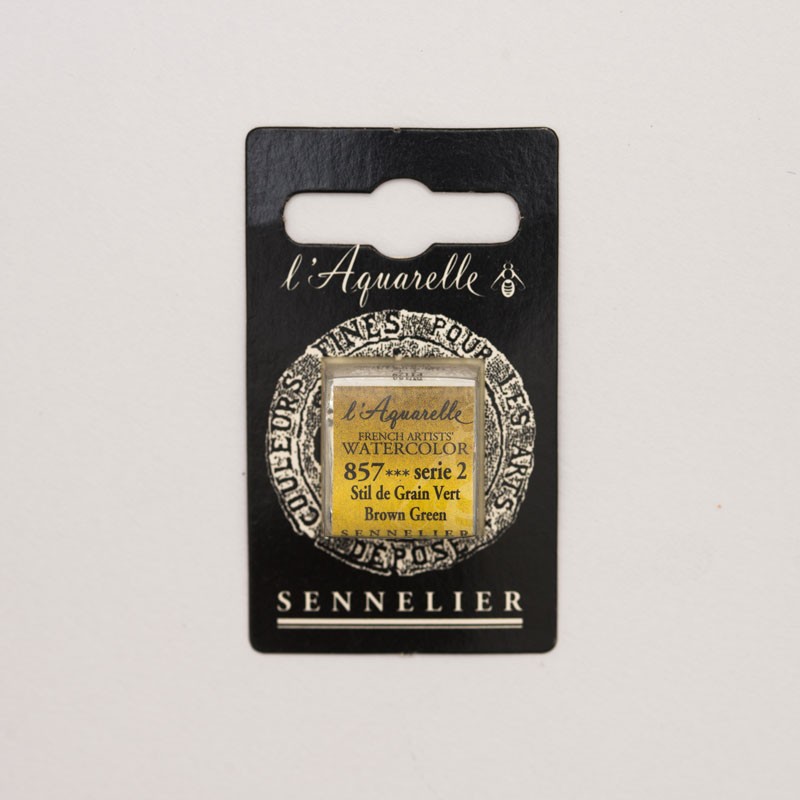 l'Aquarelle
COULEURS FINES POUR LES ARTS
DÉPOSÉ
l'Aquarelle
FRENCH ARTISTS'
WATERCOLOR
857*** serie 2
Stil de Grain Vert
Brown Green
SENNELIER
SENNELIER